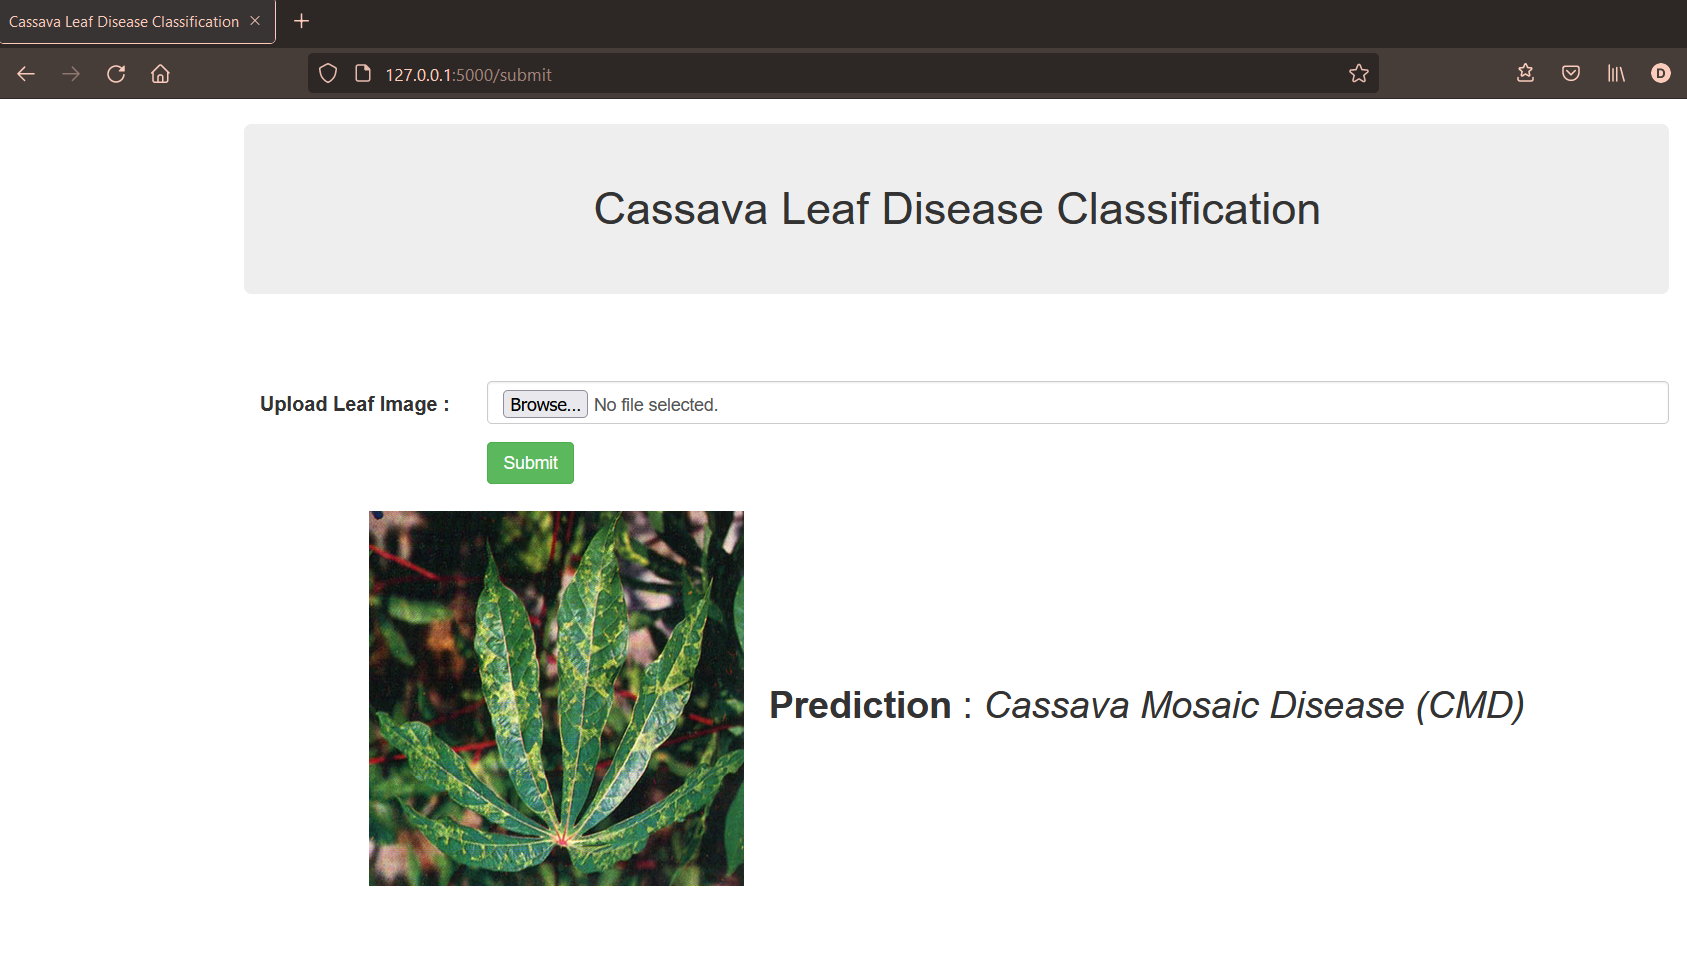 Cassava Leaf Disease Classification
127.0.0.1:5000/submit
D
Cassava Leaf Disease Classification
Upload Leaf Image :
Browse... No file selected.
Submit
Prediction : Cassava Mosaic Disease (CMD)